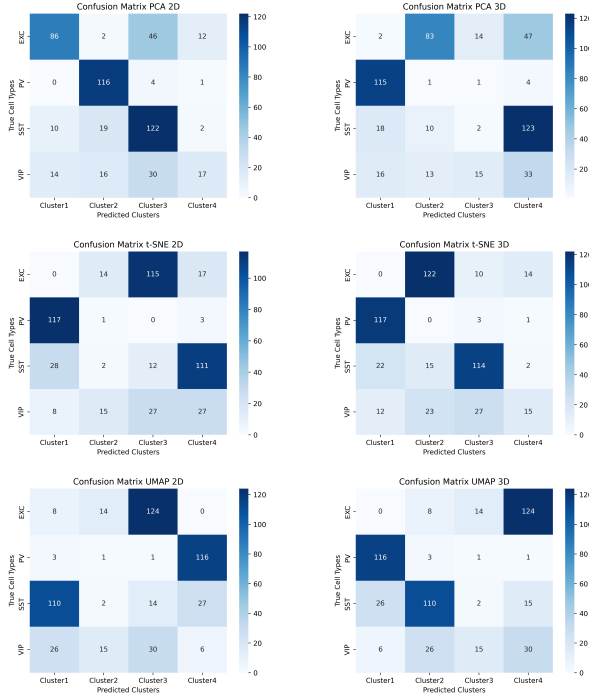 Confusion Matrix PCA 2D
EXC 86 2 46 12
PV 0 116 4 1
SST 10 19 122 2
VIP 14 16 30 17
Cluster1 Cluster2 Cluster3 Cluster4
Predicted Clusters
True Cell Types
120
100
80
60
40
20
0
Confusion Matrix PCA 3D
EXC 2 83 14 47
PV 115 1 1 4
SST 18 10 2 123
VIP 16 13 15 33
Cluster1 Cluster2 Cluster3 Cluster4
Predicted Clusters
True Cell Types
120
100
80
60
40
20
Confusion Matrix t-SNE 2D
EXC 0 14 115 17
PV 117 1 0 3
SST 28 2 12 111
VIP 8 15 27 27
Cluster1 Cluster2 Cluster3 Cluster4
Predicted Clusters
True Cell Types
100
80
60
40
20
0
Confusion Matrix t-SNE 3D
EXC 0 122 10 14
PV 117 0 3 1
SST 22 15 114 2
VIP 12 23 27 15
Cluster1 Cluster2 Cluster3 Cluster4
Predicted Clusters
True Cell Types
120
100
80
60
40
20
0
Confusion Matrix UMAP 2D
EXC 8 14 124 0
PV 3 1 1 116
SST 110 2 14 27
VIP 26 15 30 6
Cluster1 Cluster2 Cluster3 Cluster4
Predicted Clusters
True Cell Types
120
100
80
60
40
20
0
Confusion Matrix UMAP 3D
EXC 0 8 14 124
PV 116 3 1 1
SST 26 110 2 15
VIP 6 26 15 30
Cluster1 Cluster2 Cluster3 Cluster4
Predicted Clusters
True Cell Types
120
100
80
60
40
20
0